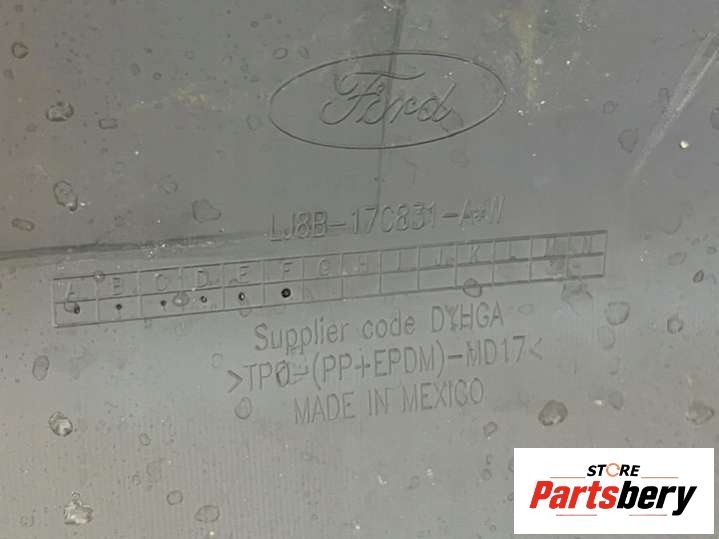 Ford
LJ8B-17C831-A W
A B C D E F G H I J K L M N
Supplier code DYHGA
>TPO-(PP+EPDM)-MD17<
MADE IN MEXICO
STORE
Partsbery